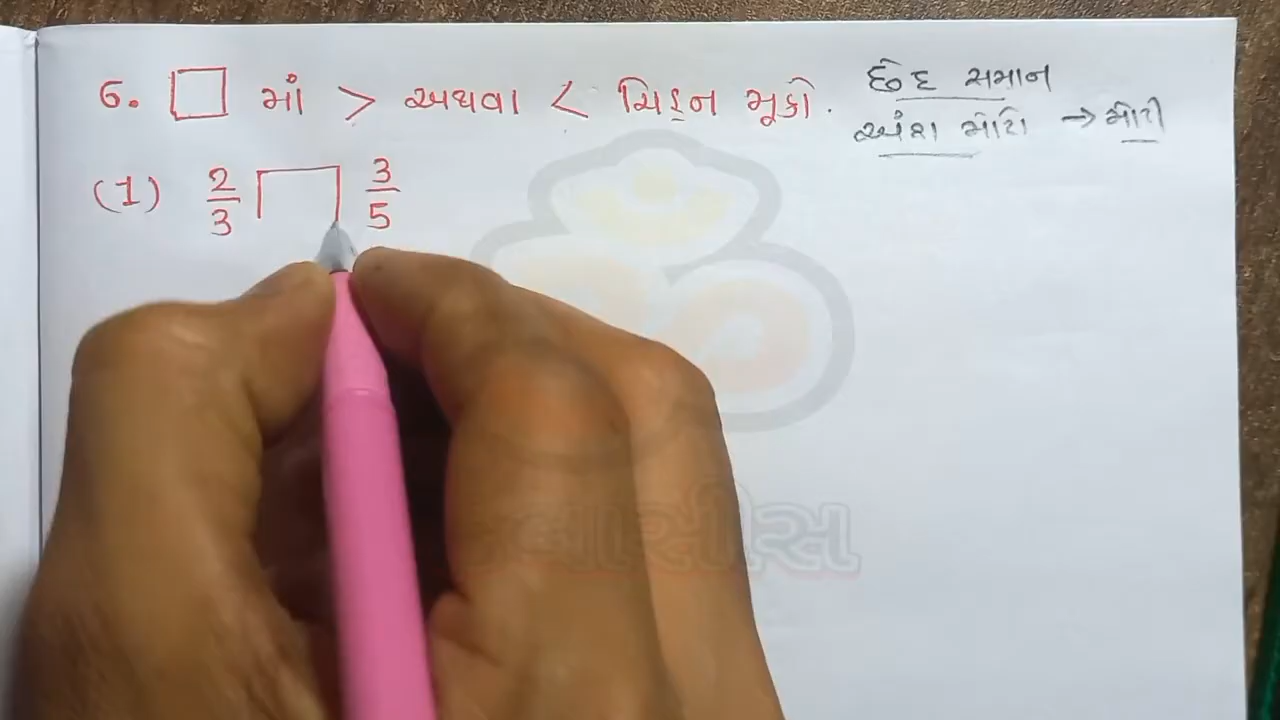 6. □ માં > અથવા < ચિહ્ન મૂકો.
છેદ સમાન
અંશ મોટો → મોટી
(1) 2/3 □ 3/5
ક્લાસીસ